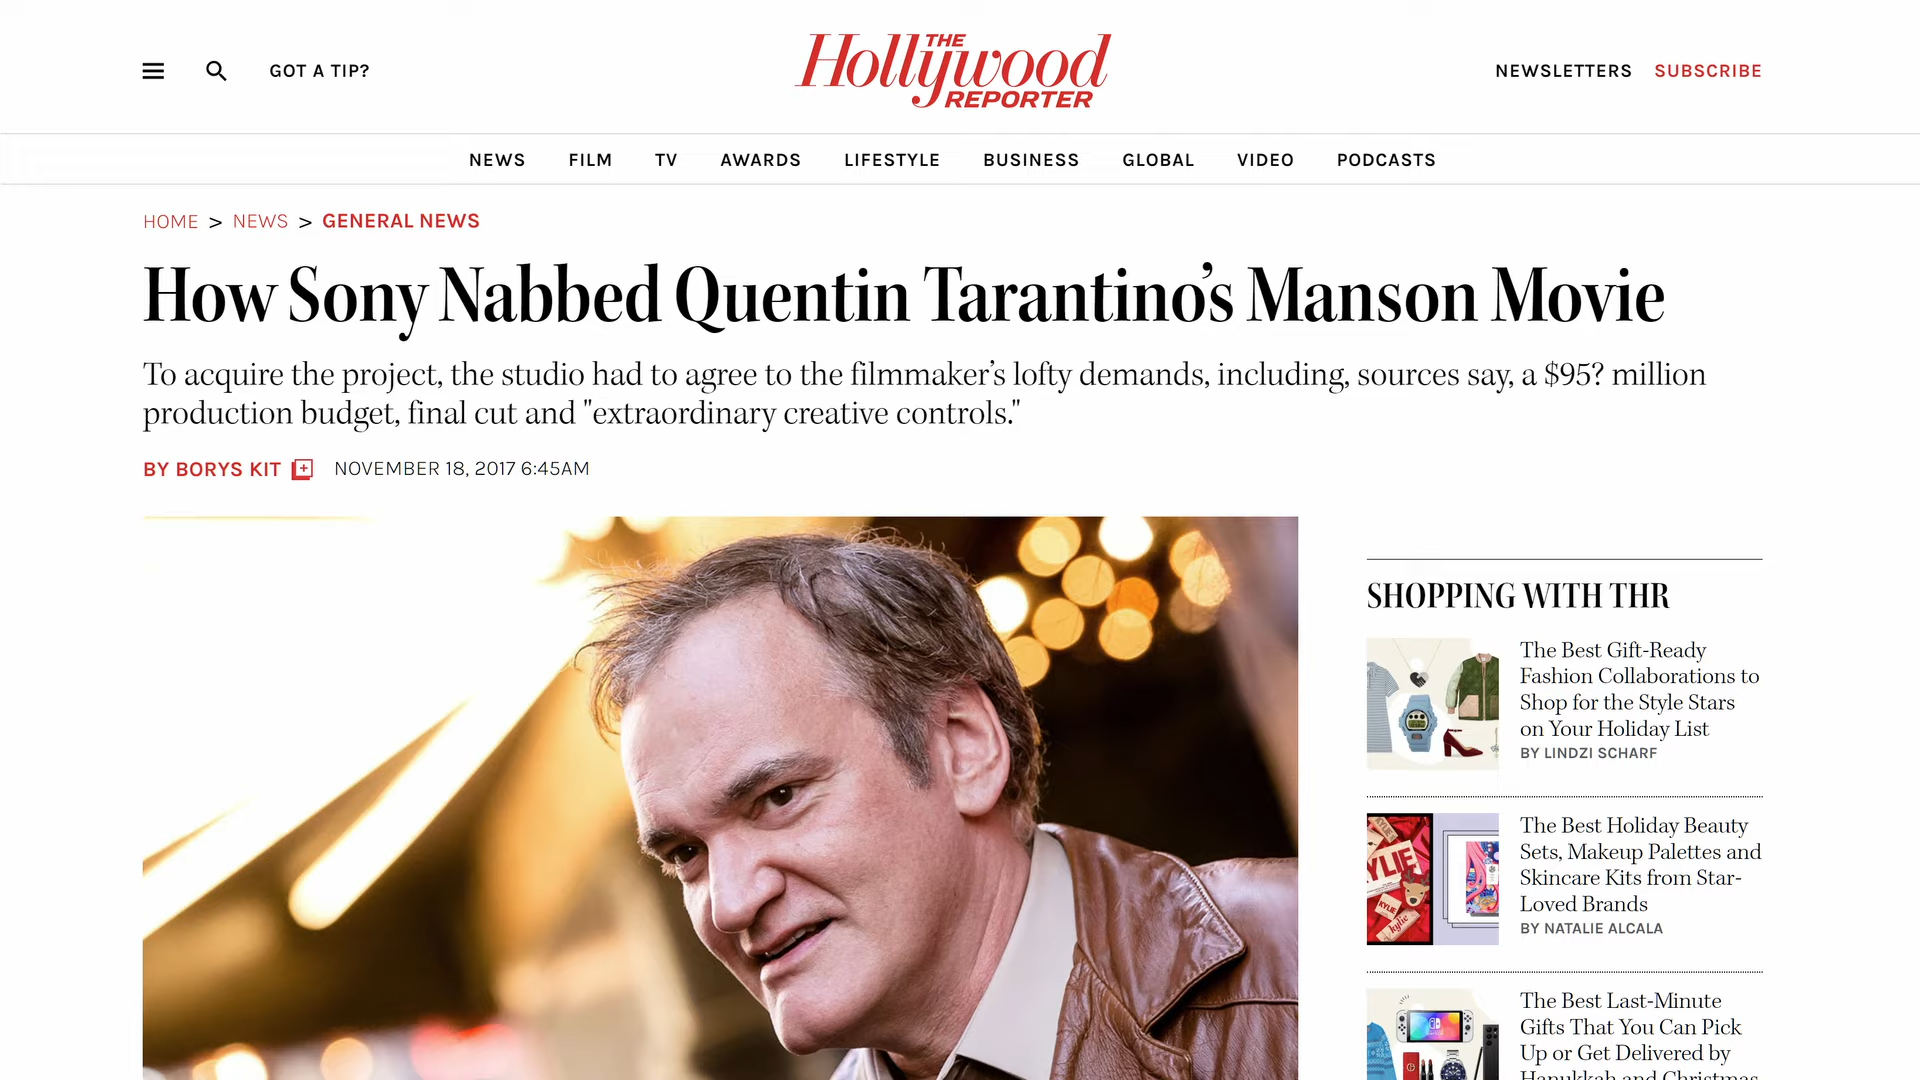 GOT A TIP?
THE
Hollywood
REPORTER
NEWSLETTERS SUBSCRIBE
NEWS FILM TV AWARDS LIFESTYLE BUSINESS GLOBAL VIDEO PODCASTS
HOME > NEWS > GENERAL NEWS
How Sony Nabbed Quentin Tarantino’s Manson Movie
To acquire the project, the studio had to agree to the filmmaker’s lofty demands, including, sources say, a $95? million
production budget, final cut and "extraordinary creative controls."
BY BORYS KIT NOVEMBER 18, 2017 6:45AM
SHOPPING WITH THR
The Best Gift-Ready
Fashion Collaborations to
Shop for the Style Stars
on Your Holiday List
BY LINDZI SCHARF
KYLIE
kylie
The Best Holiday Beauty
Sets, Makeup Palettes and
Skincare Kits from Star-
Loved Brands
BY NATALIE ALCALA
The Best Last-Minute
Gifts That You Can Pick
Up or Get Delivered by
Hanukkah and Christmas